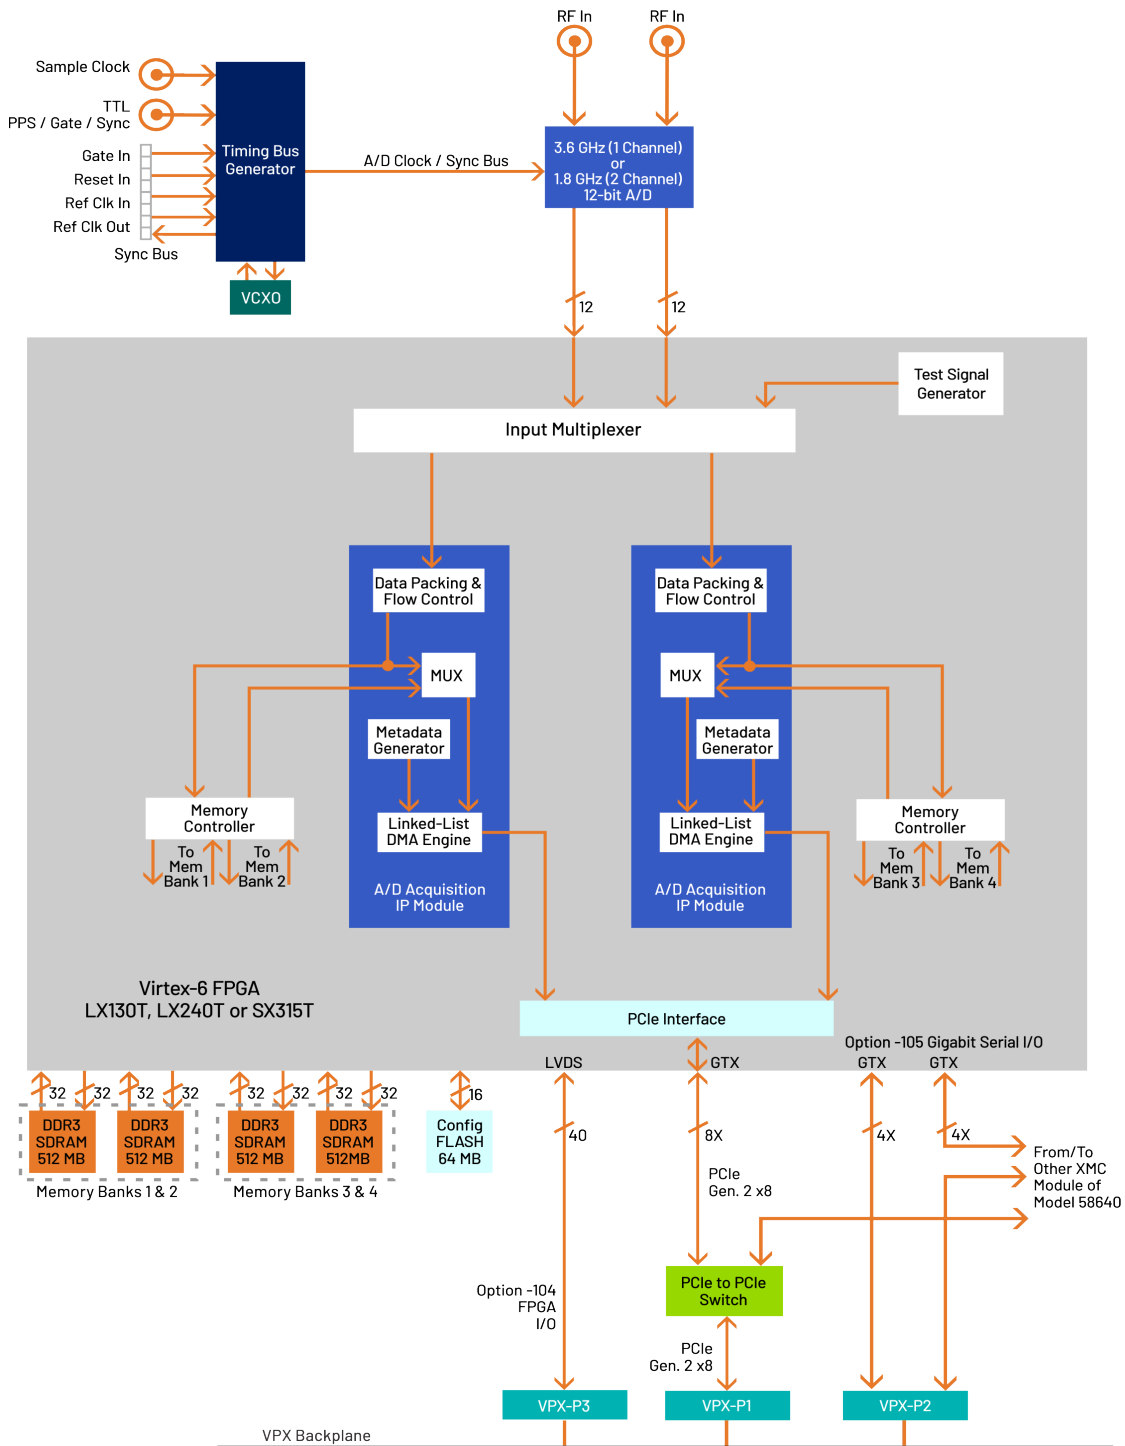 RF In
RF In
Sample Clock
TTL
PPS / Gate / Sync
Gate In
Reset In
Ref Clk In
Ref Clk Out
Sync Bus
Timing Bus
Generator
VCXO
A/D Clock / Sync Bus
3.6 GHz (1 Channel)
or
1.8 GHz (2 Channel)
12-bit A/D
12
12
Test Signal
Generator
Input Multiplexer
Data Packing &
Flow Control
MUX
Metadata
Generator
Linked-List
DMA Engine
A/D Acquisition
IP Module
Data Packing &
Flow Control
MUX
Metadata
Generator
Linked-List
DMA Engine
A/D Acquisition
IP Module
Memory
Controller
To
Mem
Bank 1
To
Mem
Bank 2
Memory
Controller
To
Mem
Bank 3
To
Mem
Bank 4
Virtex-6 FPGA
LX130T, LX240T or SX315T
PCIe Interface
Option -105 Gigabit Serial I/O
LVDS
GTX
GTX
GTX
32
32
32
32
32
32
32
32
16
40
8X
4X
4X
DDR3
SDRAM
512 MB
DDR3
SDRAM
512 MB
DDR3
SDRAM
512 MB
DDR3
SDRAM
512MB
Memory Banks 1 & 2
Memory Banks 3 & 4
Config
FLASH
64 MB
PCIe
Gen. 2 x8
From/To
Other XMC
Module of
Model 58640
Option -104
FPGA
I/O
PCIe to PCIe
Switch
PCIe
Gen. 2 x8
VPX-P3
VPX-P1
VPX-P2
VPX Backplane